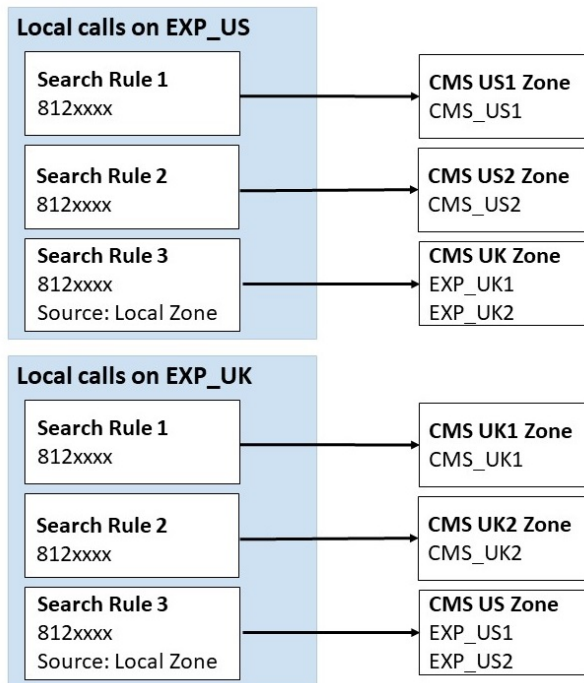 Local calls on EXP_US
Search Rule 1
812xxxx
CMS US1 Zone
CMS_US1
Search Rule 2
812xxxx
CMS US2 Zone
CMS_US2
Search Rule 3
812xxxx
Source: Local Zone
CMS UK Zone
EXP_UK1
EXP_UK2
Local calls on EXP_UK
Search Rule 1
812xxxx
CMS UK1 Zone
CMS_UK1
Search Rule 2
812xxxx
CMS UK2 Zone
CMS_UK2
Search Rule 3
812xxxx
Source: Local Zone
CMS US Zone
EXP_US1
EXP_US2